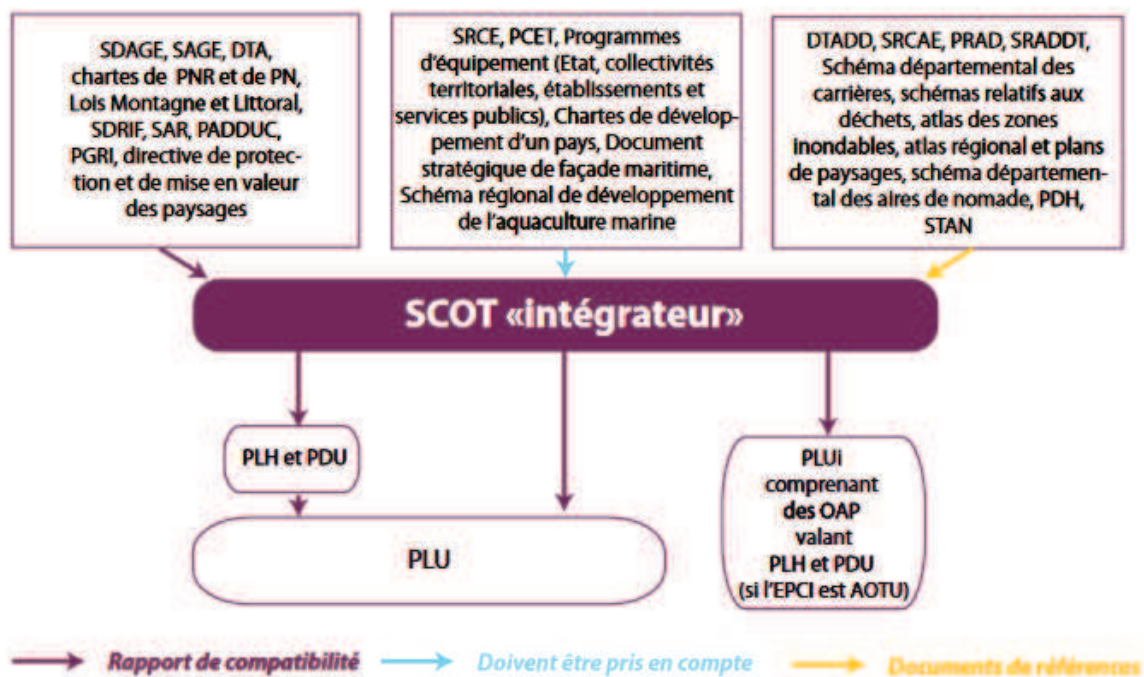 SDAGE, SAGE, DTA,
chartes de PNR et de PN,
Lois Montagne et Littoral,
SDRIF, SAR, PADDUC,
PGRI, directive de protec-
tion et de mise en valeur
des paysages
SRCE, PCET, Programmes
d'équipement (Etat, collectivités
territoriales, établissements et
services publics), Chartes de dévelop-
pement d'un pays, Document
stratégique de façade maritime,
Schéma régional de développement
de l'aquaculture marine
DTADD, SRCAE, PRAD, SRADDT,
Schéma départemental des
carrières, schémas relatifs aux
déchets, atlas des zones
inondables, atlas régional et plans
de paysages, schéma départemen-
tal des aires de nomade, PDH,
STAN
SCOT «intégrateur»
PLH et PDU
PLU
PLUi
comprenant
des OAP
valant
PLH et PDU
(si l'EPCI est AOTU)
Rapport de compatibilité
Doivent être pris en compte
Documents de références